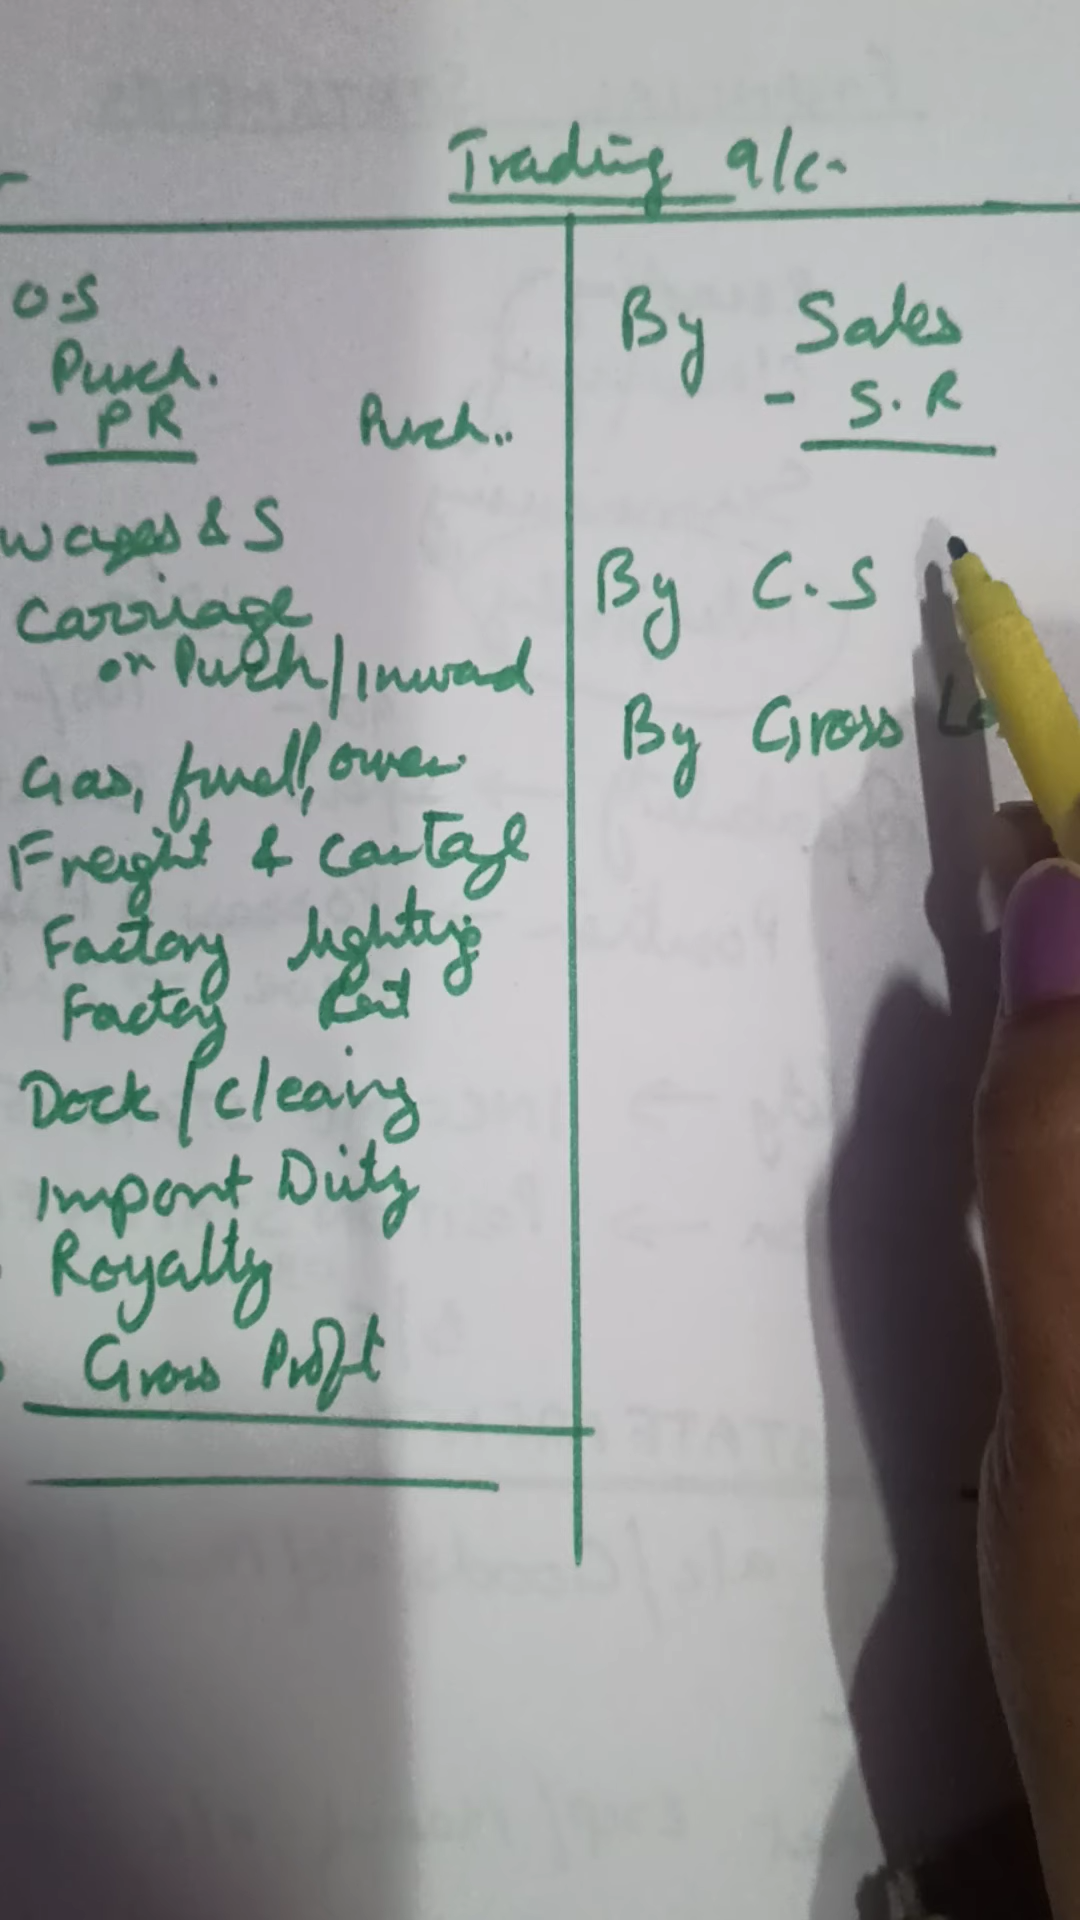 Trading a/c-
O.S
Purch.
- PR Purch..
Wages & S
Carriage
on Purch/Inward
Gas, fuel, Power
Freight & Cartage
Factory lighting
Factory Rent
Dock/Clearing
Import Duty
Royalty
Gross Profit
By Sales
- S.R
By C.S
By Gross Lo